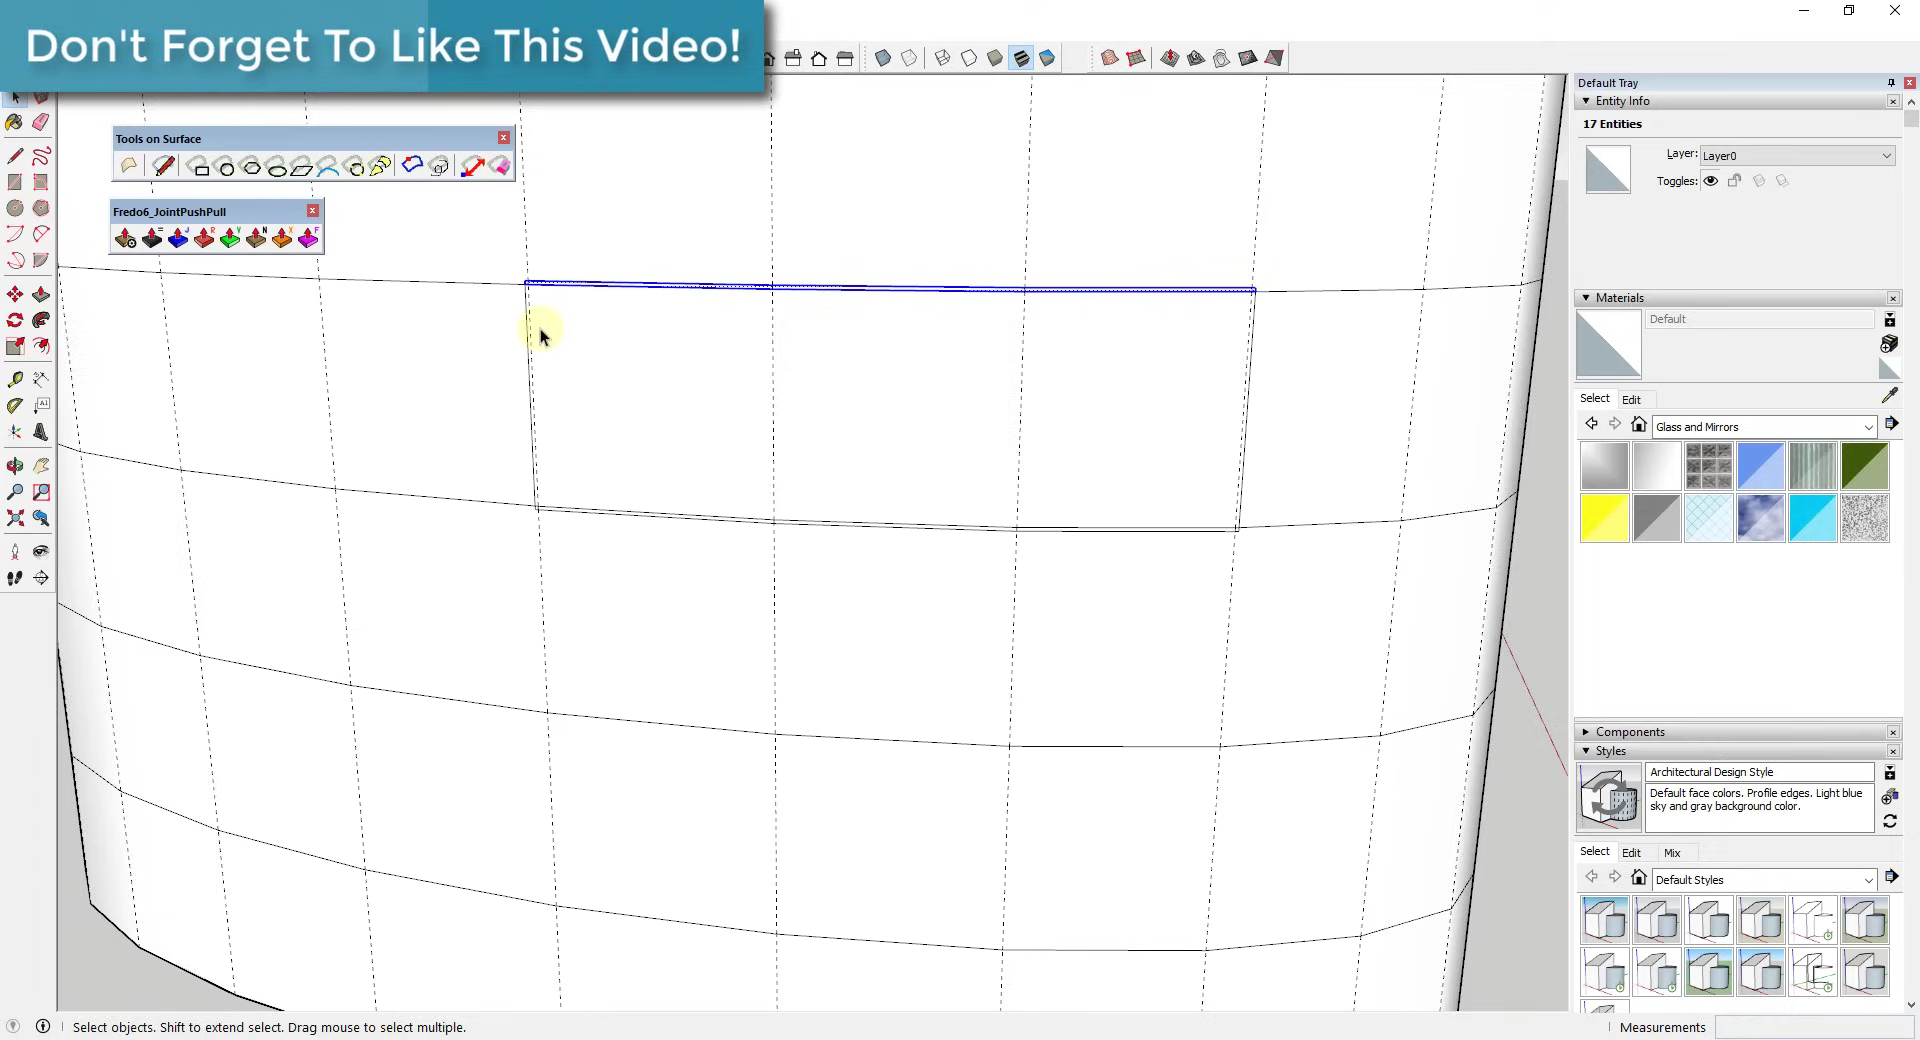 Don't Forget To Like This Video!
Default Tray
Entity Info
17 Entities
Layer: Layer0
Toggles:
Tools on Surface
Fredo6_JointPushPull
= J R V N X F
Materials
Default
Select Edit
Glass and Mirrors
Components
Styles
Architectural Design Style
Default face colors. Profile edges. Light blue
sky and gray background color.
Select Edit Mix
Default Styles
Select objects. Shift to extend select. Drag mouse to select multiple.
Measurements